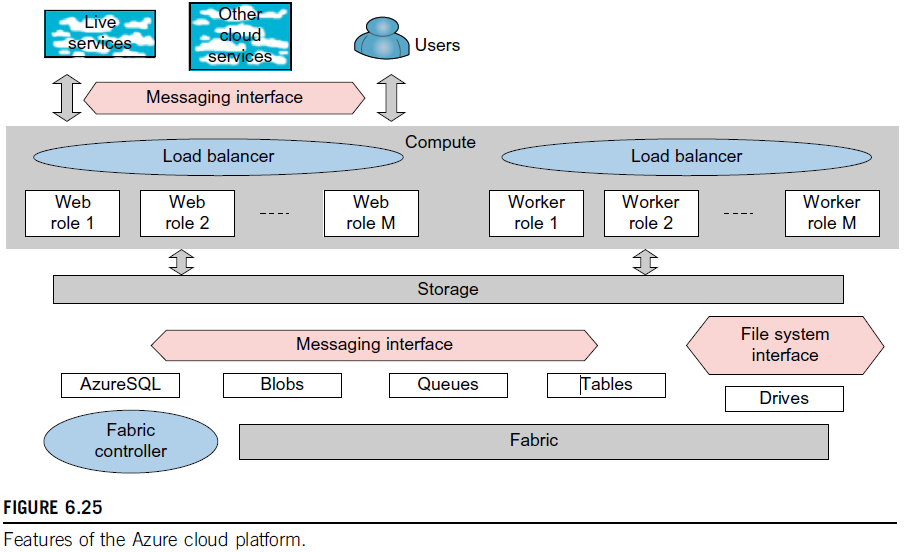 Live
services
Other
cloud
services
Users
Messaging interface
Compute
Load balancer
Load balancer
Web
role 1
Web
role 2
----
Web
role M
Worker
role 1
Worker
role 2
----
Worker
role M
Storage
Messaging interface
File system
interface
AzureSQL
Blobs
Queues
Tables
Drives
Fabric
controller
Fabric
FIGURE 6.25
Features of the Azure cloud platform.